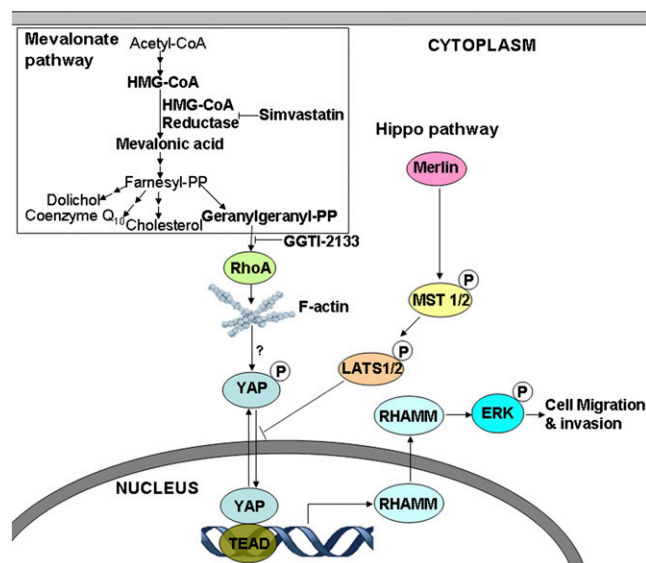 Mevalonate
pathway
Acetyl-CoA
HMG-CoA
HMG-CoA
Reductase
Simvastatin
Mevalonic acid
Farnesyl-PP
Dolichol
Coenzyme Q10
Cholesterol
Geranylgeranyl-PP
GGTI-2133
RhoA
F-actin
?
YAP
P
CYTOPLASM
Hippo pathway
Merlin
P
MST 1/2
P
LATS1/2
RHAMM
P
ERK
Cell Migration
& invasion
NUCLEUS
YAP
TEAD
RHAMM